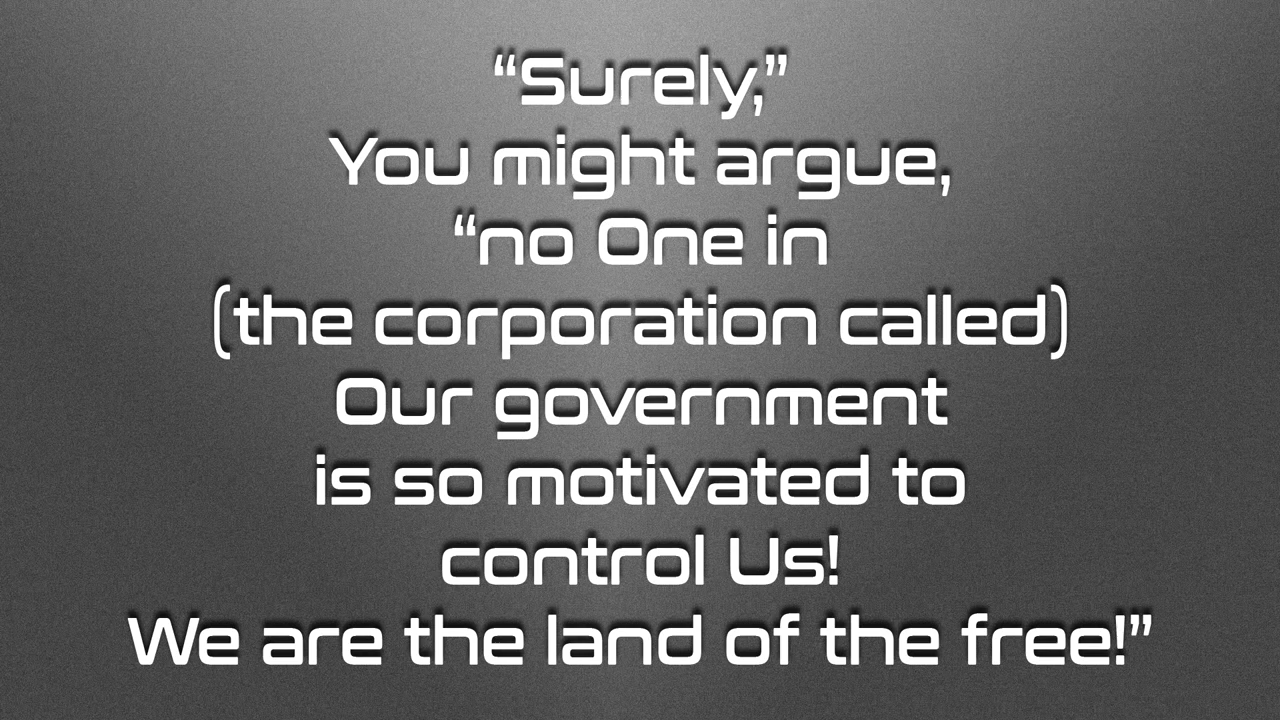 “Surely,”
You might argue,
“no One in
(the corporation called)
Our government
is so motivated to
control Us!
We are the land of the free!”